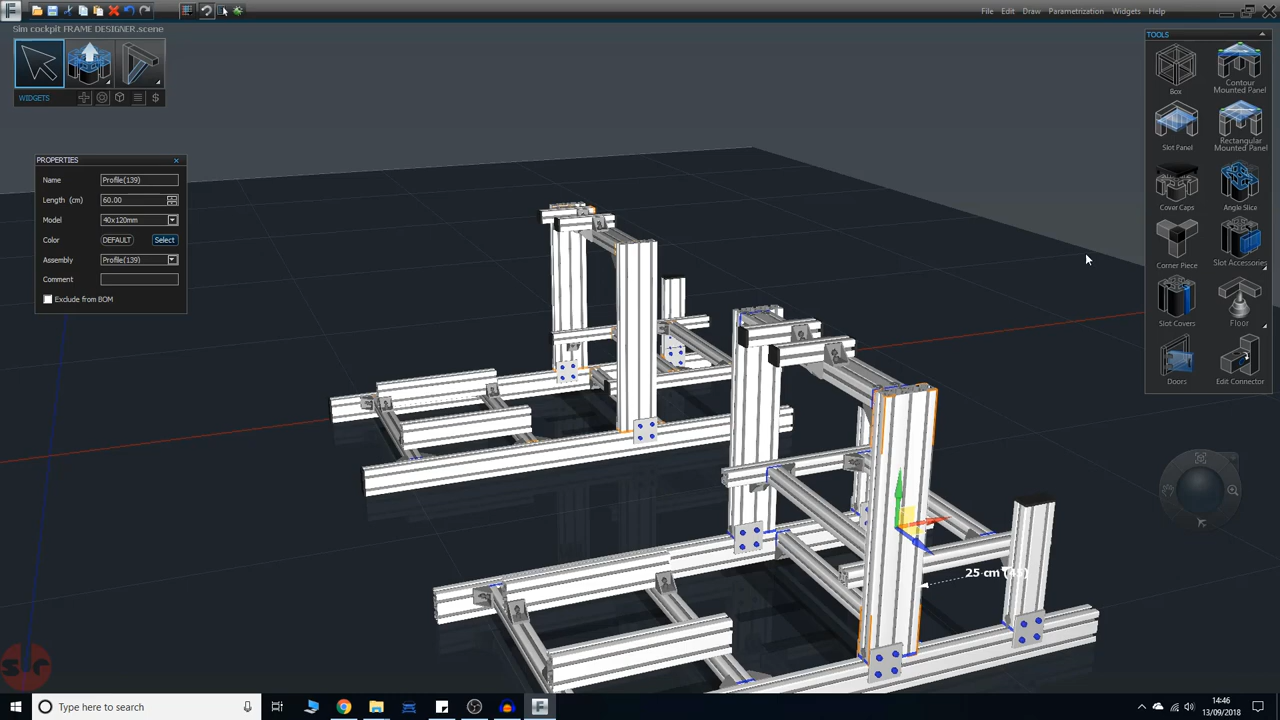 File Edit Draw Parametrization Widgets Help
Sim cockpit FRAME DESIGNER.scene
WIDGETS
$
PROPERTIES
Name Profile(139)
Length (cm) 60.00
Model 40x120mm
Color DEFAULT Select
Assembly Profile(139)
Comment
Exclude from BOM
TOOLS
Box
Contour
Mounted Panel
Slot Panel
Rectangular
Mounted Panel
Cover Caps
Angle Slice
Corner Piece
Slot Accessories
Slot Covers
Floor
Doors
Edit Connector
25 cm (45)
Type here to search
14:46
13/09/2018